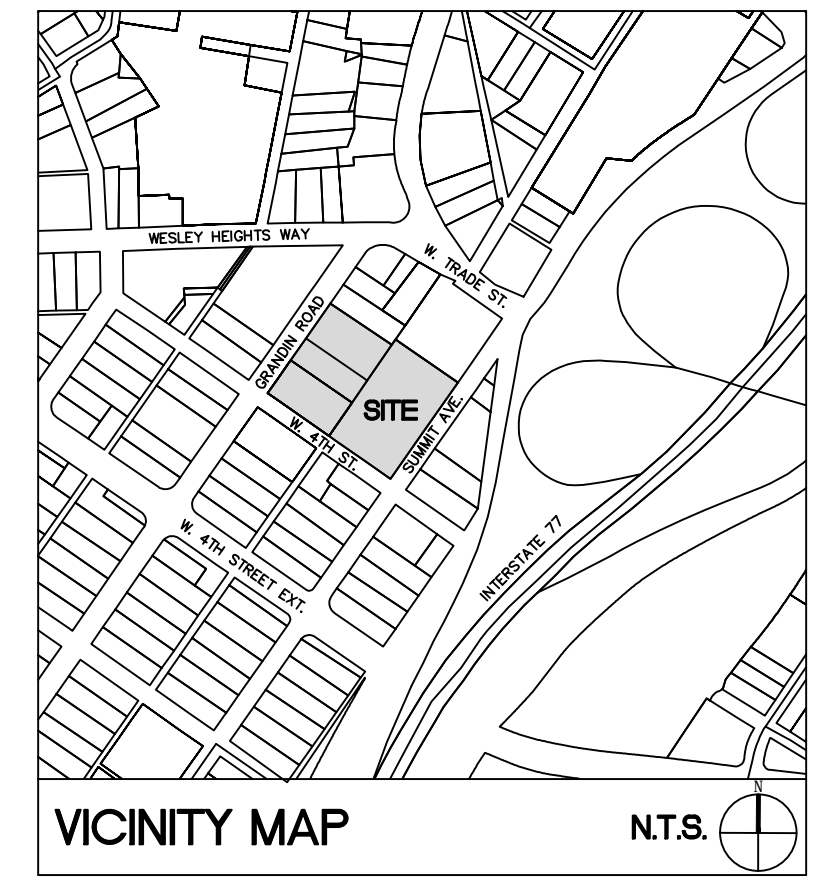 WESLEY HEIGHTS WAY
W. TRADE ST.
GRANDIN ROAD
SITE
SUMMIT AVE.
W. 4TH ST.
W. 4TH STREET EXT.
INTERSTATE 77
VICINITY MAP
N.T.S.
N